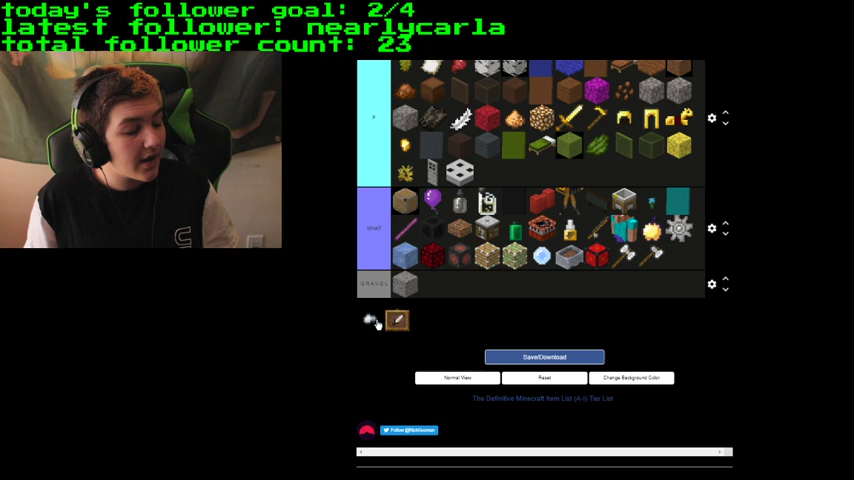 today's follower goal: 2/4
latest follower: nearlycarla
total follower count: 23
F
WHAT
GRAVEL
Save/Download
Normal View
Reset
Change Background Color
The Definitive Minecraft Item List (A-I) Tier List
Follow @NickKooman